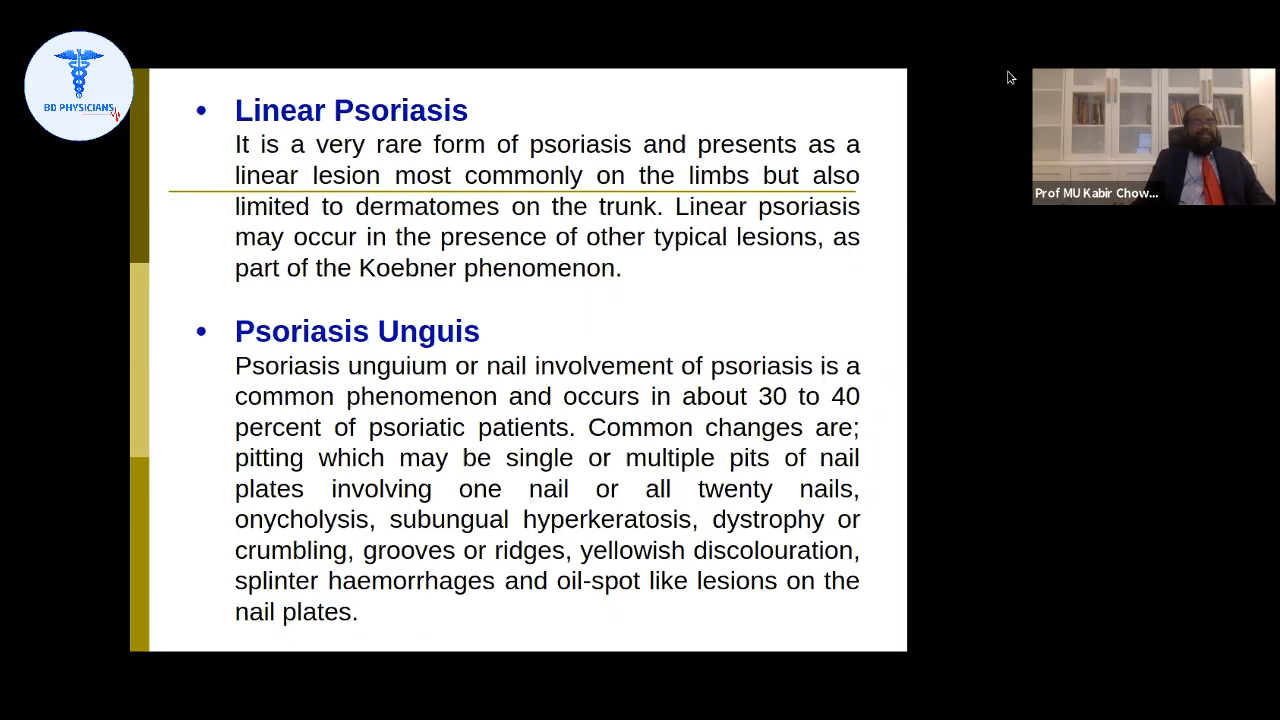 BD PHYSICIANS
Linear Psoriasis
It is a very rare form of psoriasis and presents as a
linear lesion most commonly on the limbs but also
limited to dermatomes on the trunk. Linear psoriasis
may occur in the presence of other typical lesions, as
part of the Koebner phenomenon.
Psoriasis Unguis
Psoriasis unguium or nail involvement of psoriasis is a
common phenomenon and occurs in about 30 to 40
percent of psoriatic patients. Common changes are;
pitting which may be single or multiple pits of nail
plates involving one nail or all twenty nails,
onycholysis, subungual hyperkeratosis, dystrophy or
crumbling, grooves or ridges, yellowish discolouration,
splinter haemorrhages and oil-spot like lesions on the
nail plates.
Prof MU Kabir Chow...